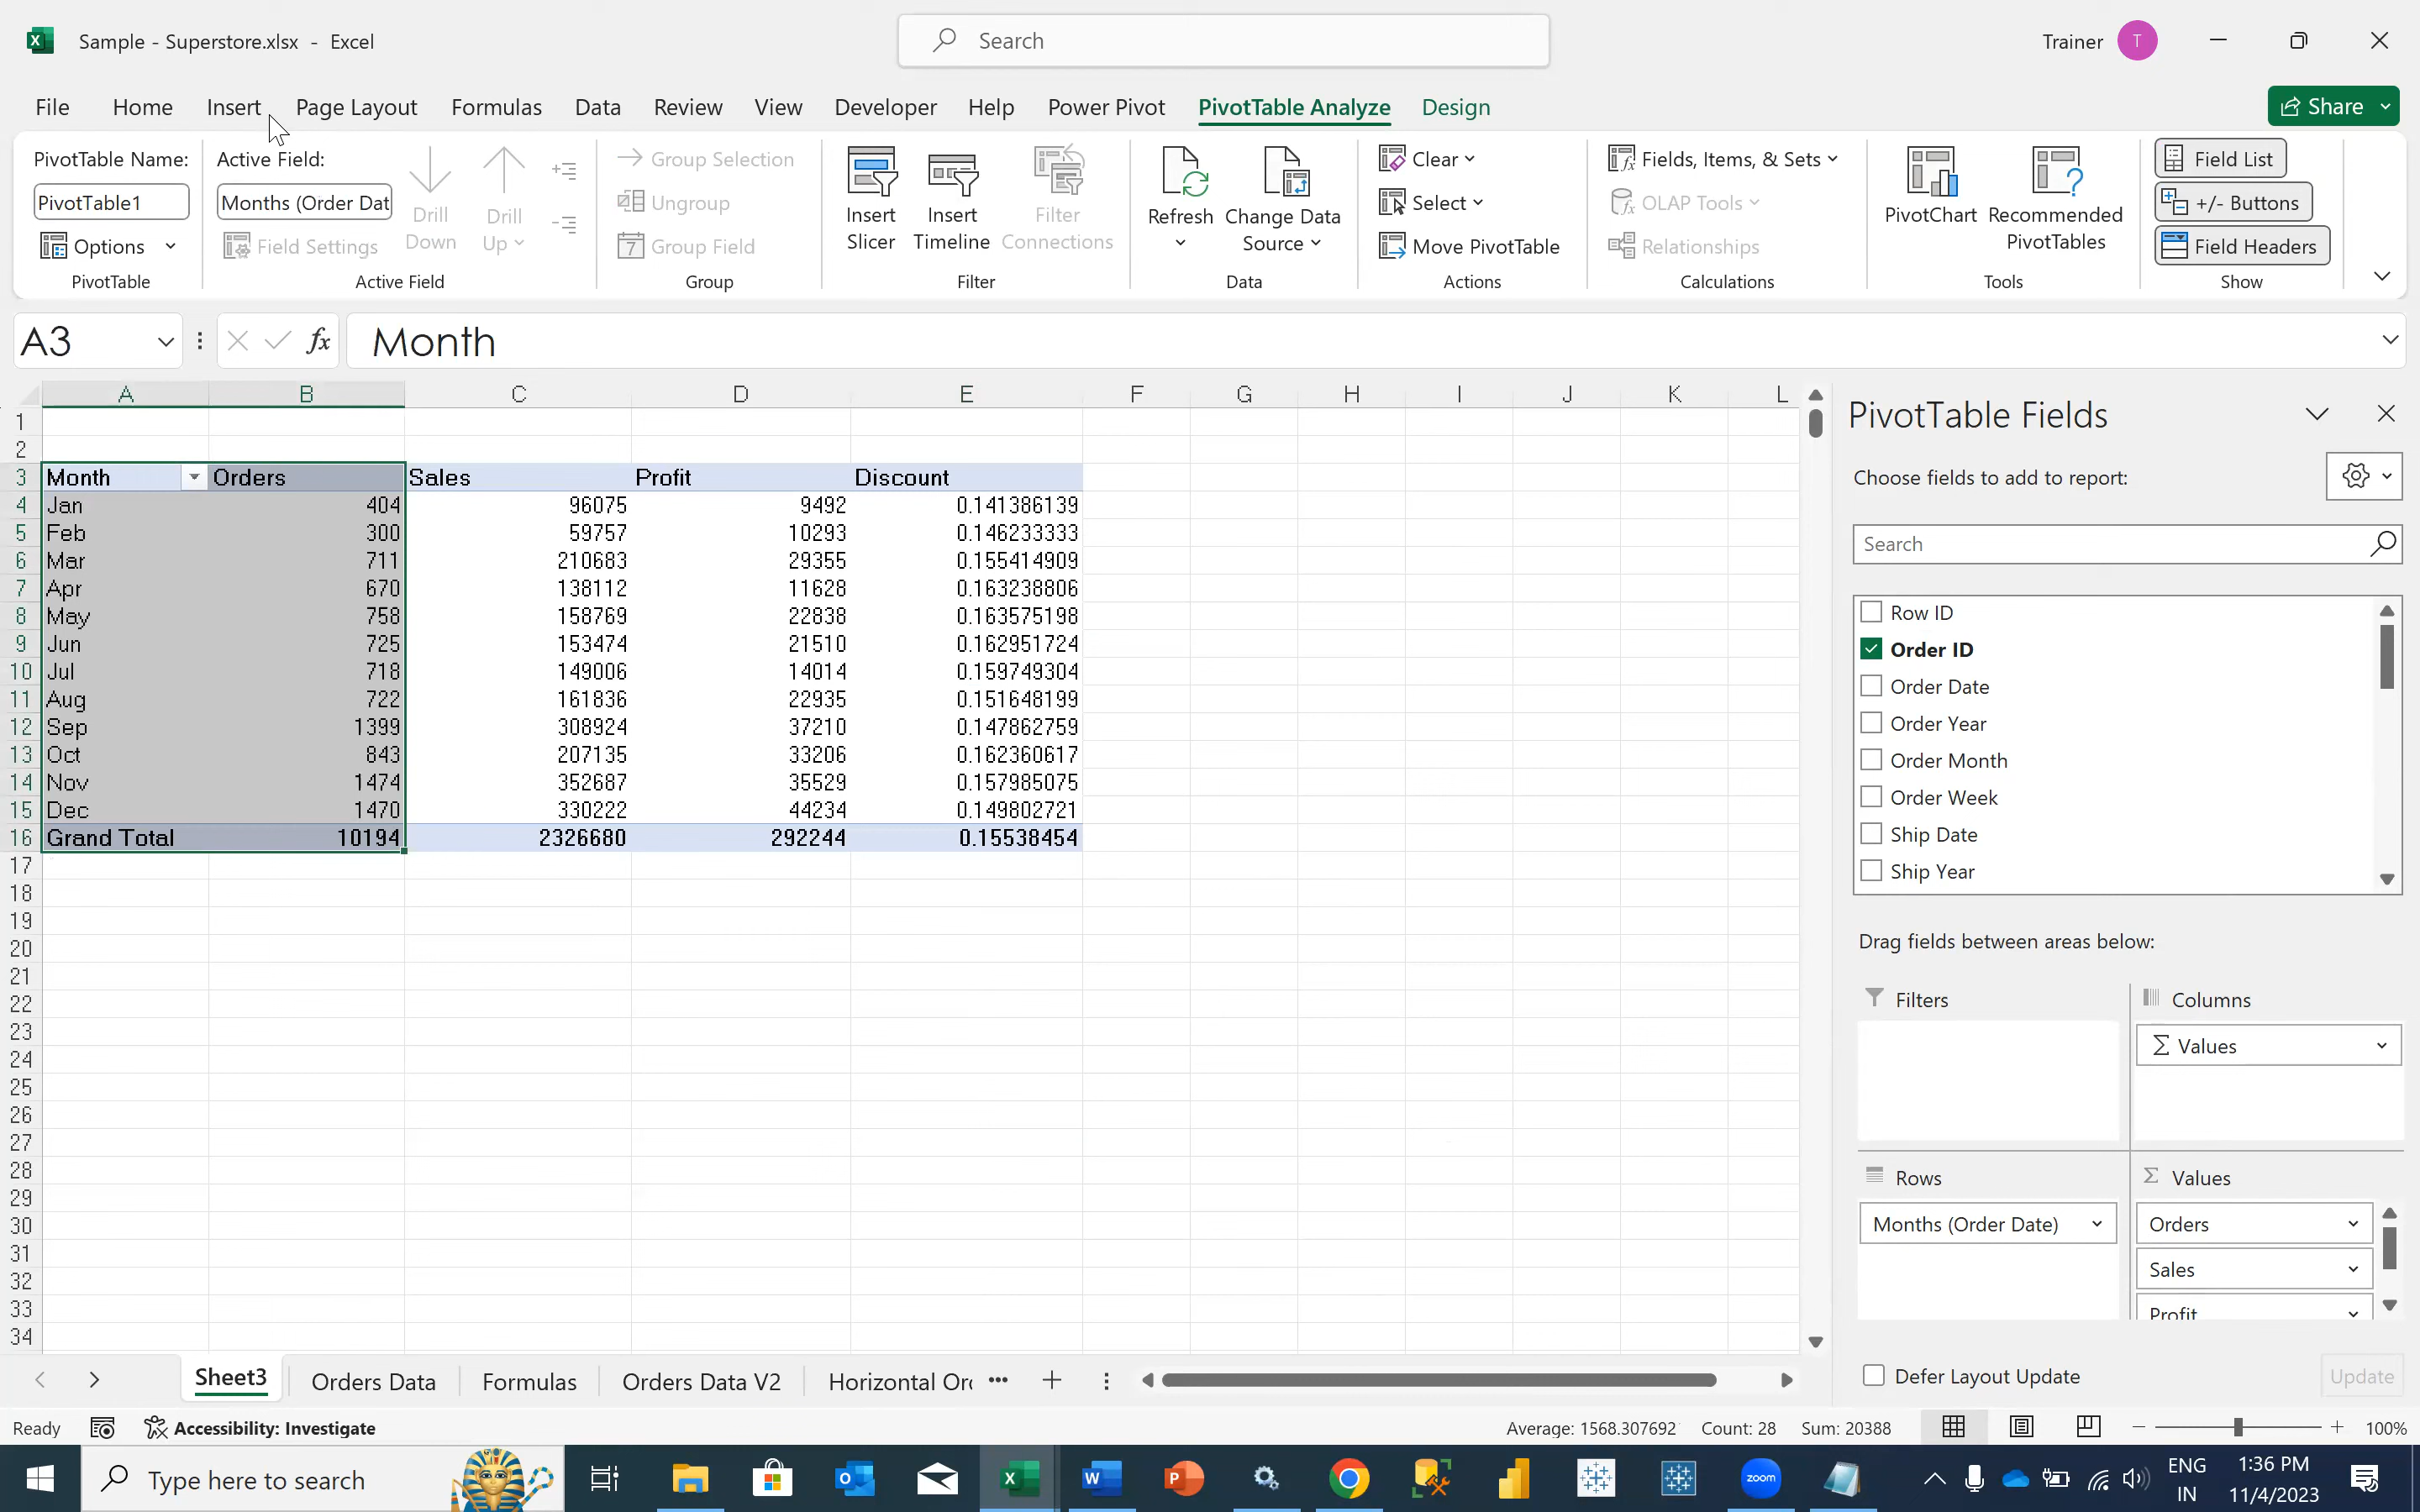 Sample - Superstore.xlsx - Excel
Search
Trainer T
File Home Insert Page Layout Formulas Data Review View Developer Help Power Pivot PivotTable Analyze Design Share
PivotTable Name:
PivotTable1
Options
PivotTable
Active Field:
Months (Order Dat
Field Settings
Drill Down
Drill Up
Active Field
Group Selection
Ungroup
7 Group Field
Group
Insert Slicer
Insert Timeline
Filter Connections
Filter
Refresh
Change Data Source
Data
Clear
Select
Move PivotTable
Actions
Fields, Items, & Sets
OLAP Tools
Relationships
Calculations
PivotChart
Recommended PivotTables
Tools
Field List
+/- Buttons
Field Headers
Show
A3 fx Month
A B C D E F G H I J K L
1
2
3 Month Orders Sales Profit Discount
4 Jan 404 96075 9492 0.141386139
5 Feb 300 59757 10293 0.146233333
6 Mar 711 210683 29355 0.155414909
7 Apr 670 138112 11628 0.163238806
8 May 758 158769 22838 0.163575198
9 Jun 725 153474 21510 0.162951724
10 Jul 718 149006 14014 0.159749304
11 Aug 722 161836 22935 0.151648199
12 Sep 1399 308924 37210 0.147862759
13 Oct 843 207135 33206 0.162360617
14 Nov 1474 352687 35529 0.157985075
15 Dec 1470 330222 44234 0.149802721
16 Grand Total 10194 2326680 292244 0.15538454
17
18
19
20
21
22
23
24
25
26
27
28
29
30
31
32
33
34
PivotTable Fields
Choose fields to add to report:
Search
Row ID
Order ID
Order Date
Order Year
Order Month
Order Week
Ship Date
Ship Year
Drag fields between areas below:
Filters
Columns
Σ Values
Rows
Months (Order Date)
Σ Values
Orders
Sales
Profit
Defer Layout Update
Update
Sheet3 Orders Data Formulas Orders Data V2 Horizontal Orc ••• +
Ready Accessibility: Investigate Average: 1568.307692 Count: 28 Sum: 20388 100%
Type here to search
zoom
ENG
IN
1:36 PM
11/4/2023